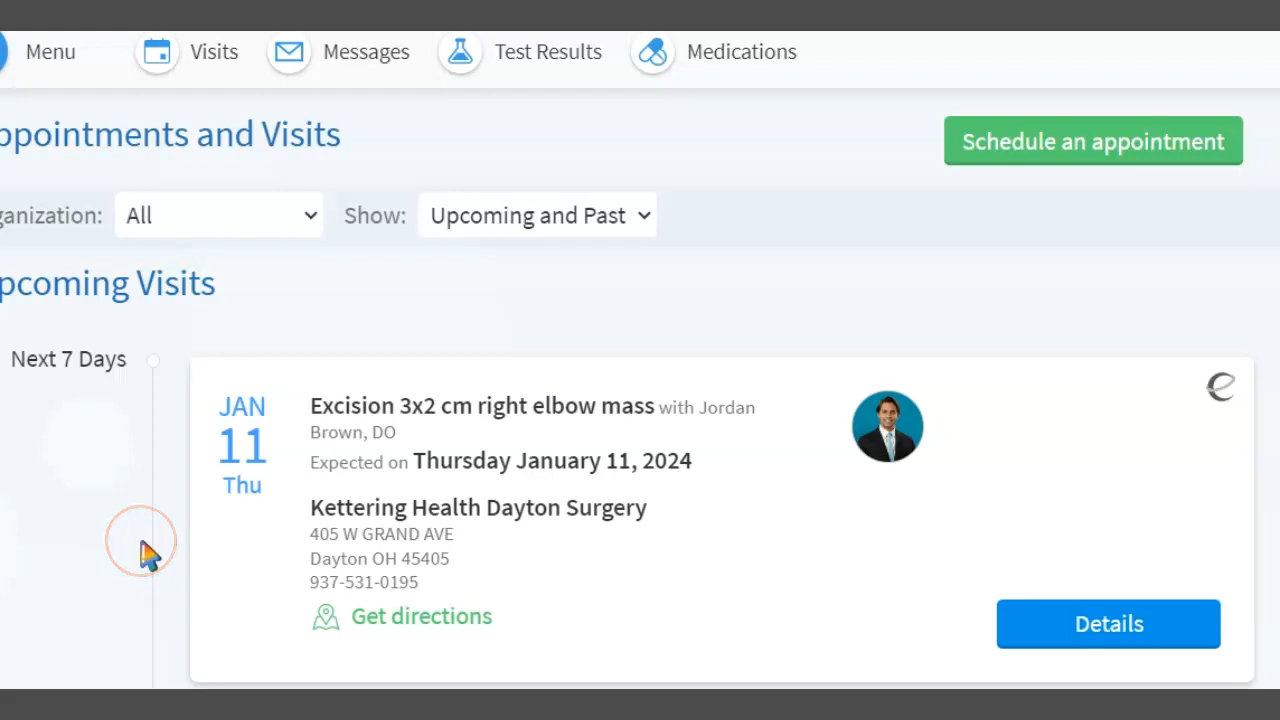 Menu
Visits
Messages
Test Results
Medications
ppointments and Visits
Schedule an appointment
ganization:
All
Show:
Upcoming and Past
pcoming Visits
Next 7 Days
JAN
11
Thu
Excision 3x2 cm right elbow mass with Jordan
Brown, DO
Expected on Thursday January 11, 2024
Kettering Health Dayton Surgery
405 W GRAND AVE
Dayton OH 45405
937-531-0195
Get directions
Details